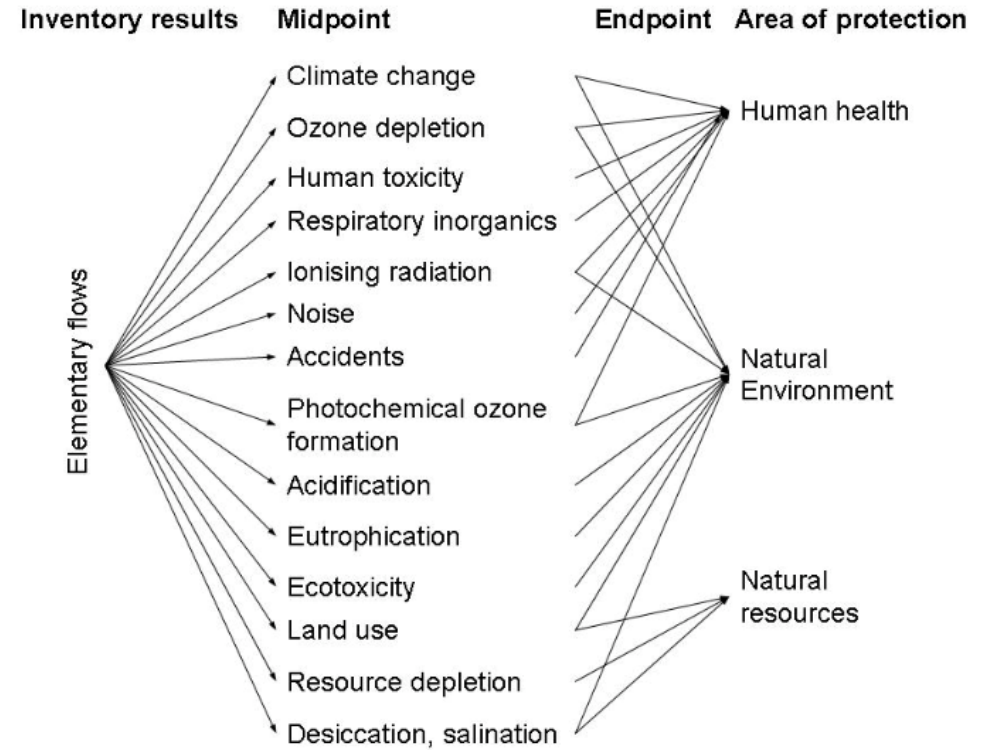 Inventory results Midpoint Endpoint Area of protection
Elementary flows
Climate change
Ozone depletion
Human toxicity
Respiratory inorganics
Ionising radiation
Noise
Accidents
Photochemical ozone
formation
Acidification
Eutrophication
Ecotoxicity
Land use
Resource depletion
Desiccation, salination
Human health
Natural
Environment
Natural
resources